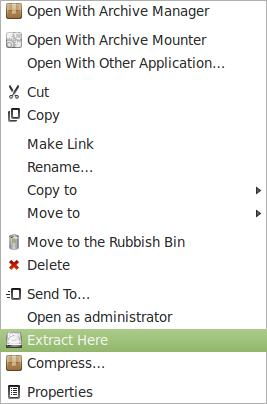 Open With Archive Manager
Open With Archive Mounter
Open With Other Application...
Cut
Copy
Make Link
Rename...
Copy to
Move to
Move to the Rubbish Bin
Delete
Send To...
Open as administrator
Extract Here
Compress...
Properties